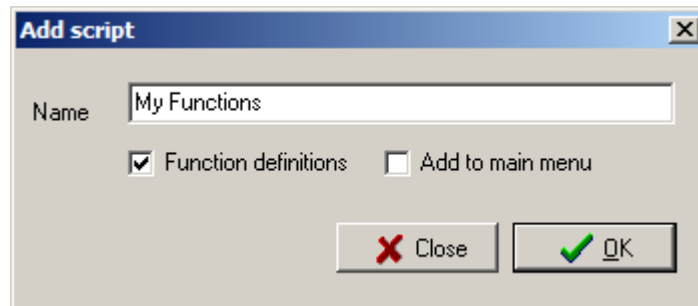 Add script
Name My Functions
Function definitions Add to main menu
Close OK